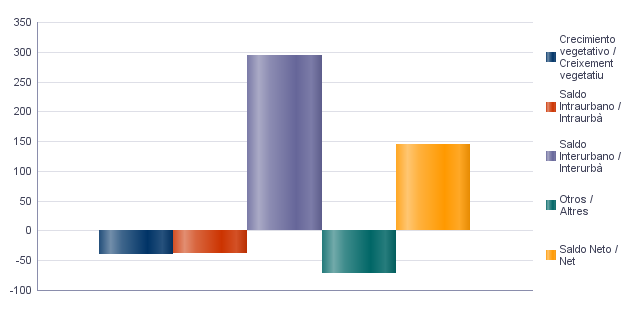 350
300
250
200
150
100
50
0
-50
-100
Crecimiento
vegetativo /
Creixement
vegetatiu
Saldo
Intraurbano /
Intraurbà
Saldo
Interurbano /
Interurbà
Otros /
Altres
Saldo Neto /
Net